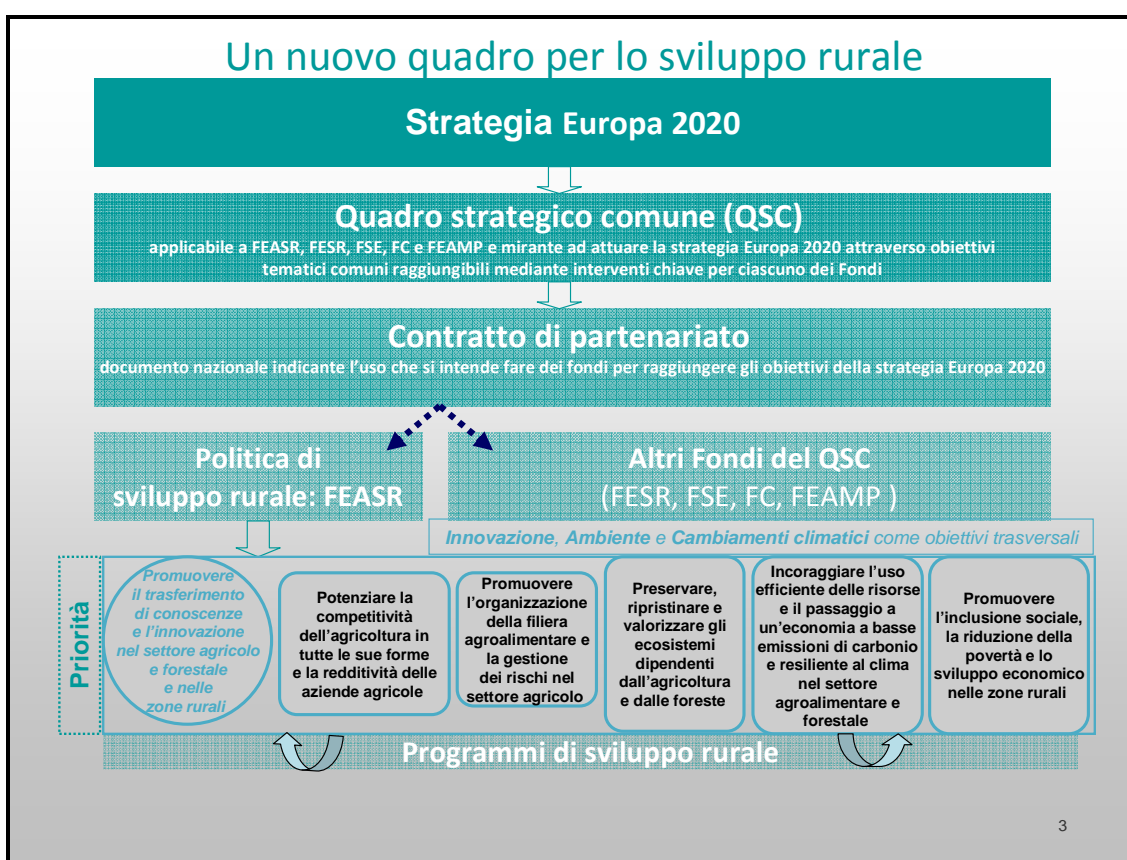 Un nuovo quadro per lo sviluppo rurale
Strategia Europa 2020
Quadro strategico comune (QSC)
applicabile a FEASR, FESR, FSE, FC e FEAMP e mirante ad attuare la strategia Europa 2020 attraverso obiettivi
tematici comuni raggiungibili mediante interventi chiave per ciascuno dei Fondi
Contratto di partenariato
documento nazionale indicante l'uso che si intende fare dei fondi per raggiungere gli obiettivi della strategia Europa 2020
Politica di
sviluppo rurale: FEASR
Altri Fondi del QSC
(FESR, FSE, FC, FEAMP )
Innovazione, Ambiente e Cambiamenti climatici come obiettivi trasversali
Priorità
Promuovere
il trasferimento
di conoscenze
e l'innovazione
nel settore agricolo
e forestale
e nelle
zone rurali
Potenziare la
competitività
dell'agricoltura in
tutte le sue forme
e la redditività delle
aziende agricole
Promuovere
l'organizzazione
della filiera
agroalimentare e
la gestione
dei rischi nel
settore agricolo
Preservare,
ripristinare e
valorizzare gli
ecosistemi
dipendenti
dall'agricoltura
e dalle foreste
Incoraggiare l'uso
efficiente delle risorse
e il passaggio a
un'economia a basse
emissioni di carbonio
e resiliente al clima
nel settore
agroalimentare e
forestale
Promuovere
l'inclusione sociale,
la riduzione della
povertà e lo
sviluppo economico
nelle zone rurali
Programmi di sviluppo rurale
3